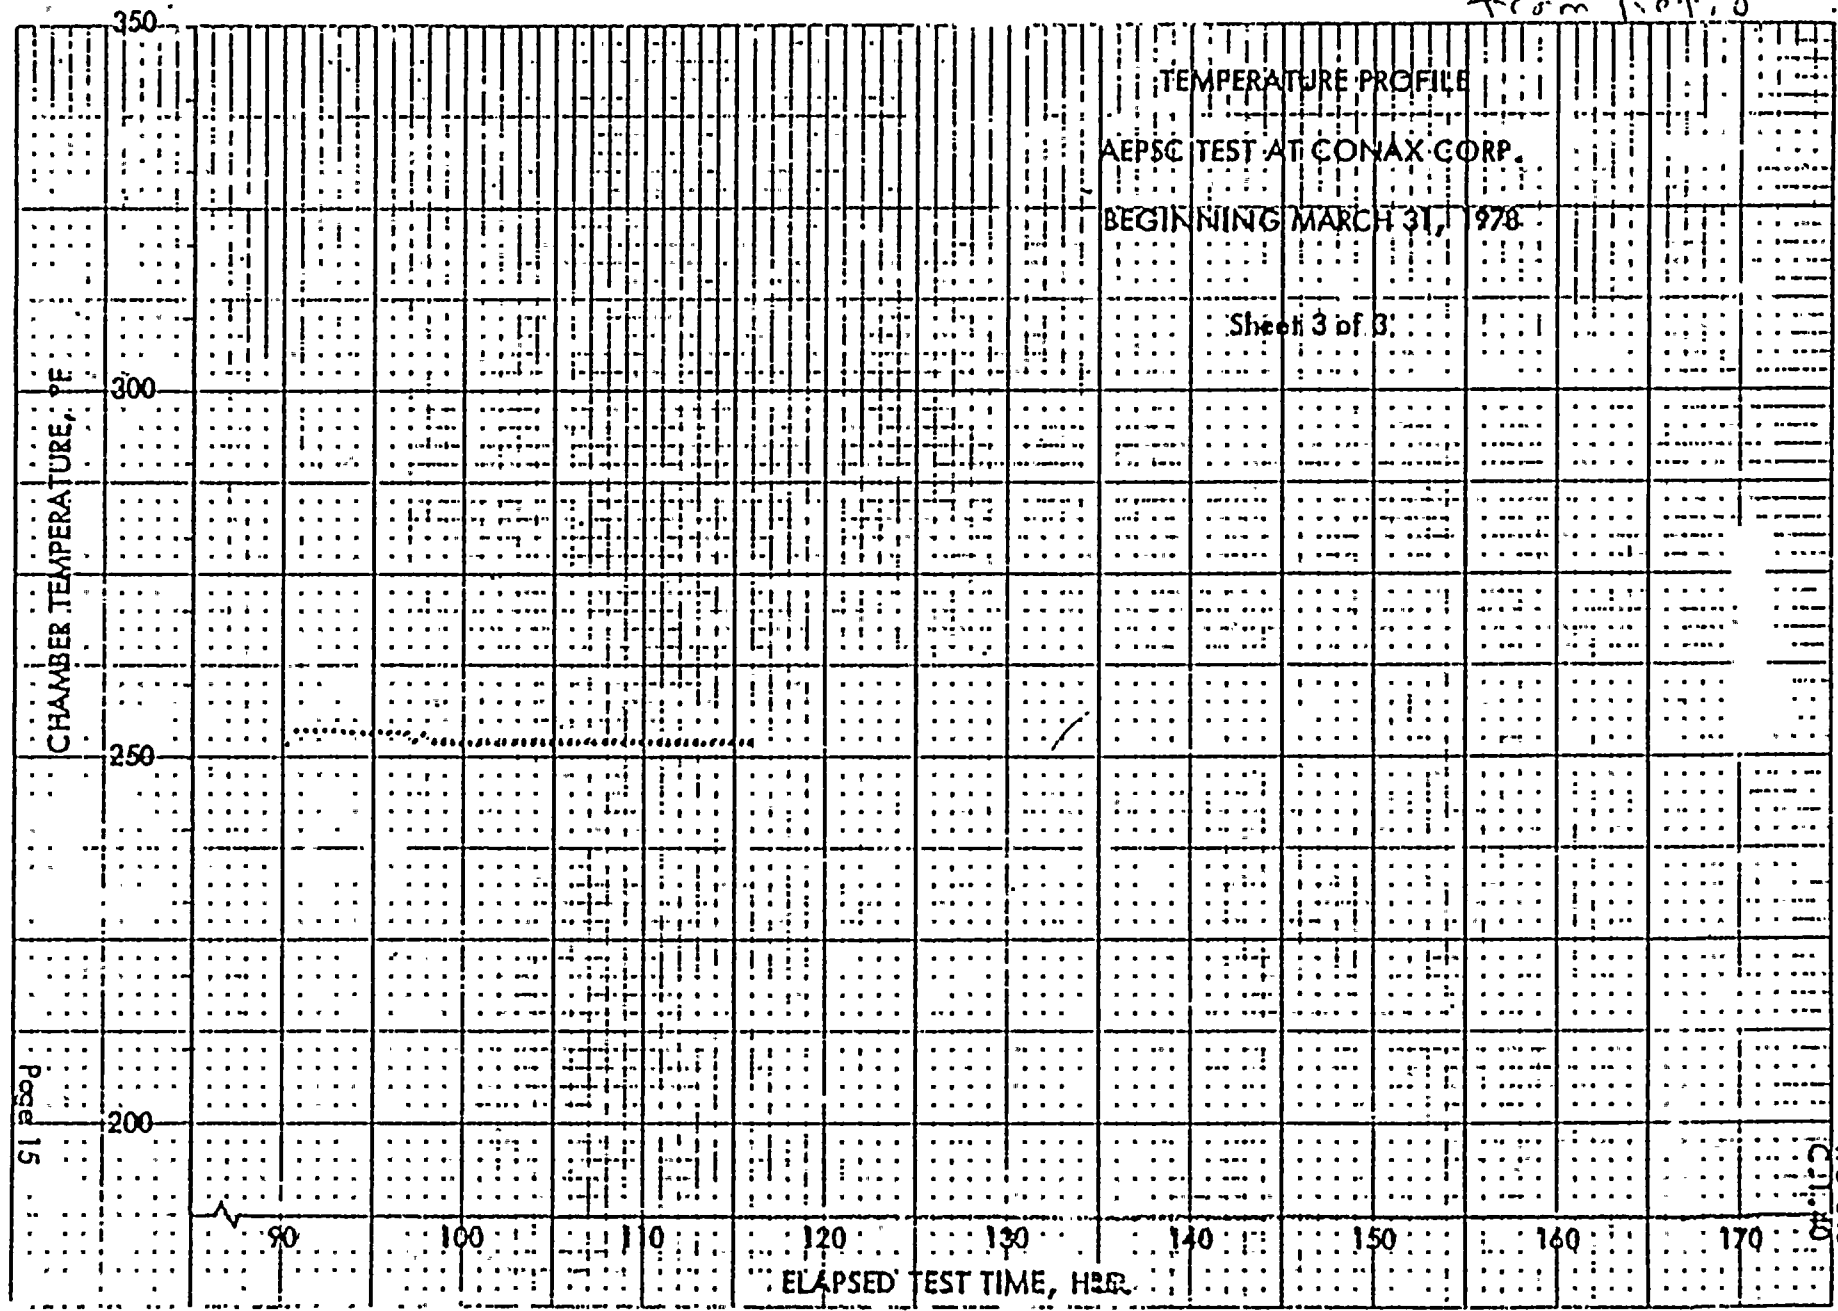 350
TEMPERATURE PROFILE
AEPSC TEST AT CONAX CORP.
BEGINNING MARCH 31, 1978
Sheet 3 of 3
CHAMBER TEMPERATURE, °F
300
250
200
90
100
110
120
130
140
150
160
170
ELAPSED TEST TIME,
Page 15